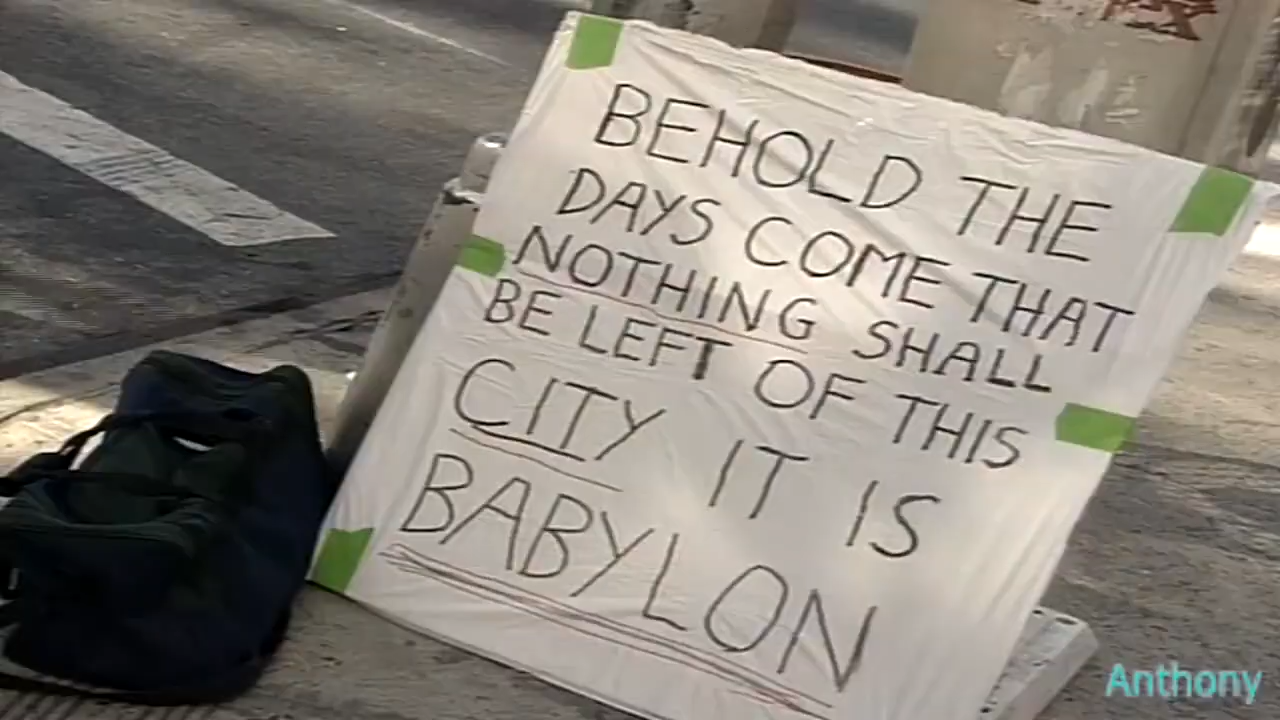 BEHOLD THE
DAYS COME THAT
NOTHING SHALL
BE LEFT OF THIS
CITY IT IS
BABYLON
Anthony